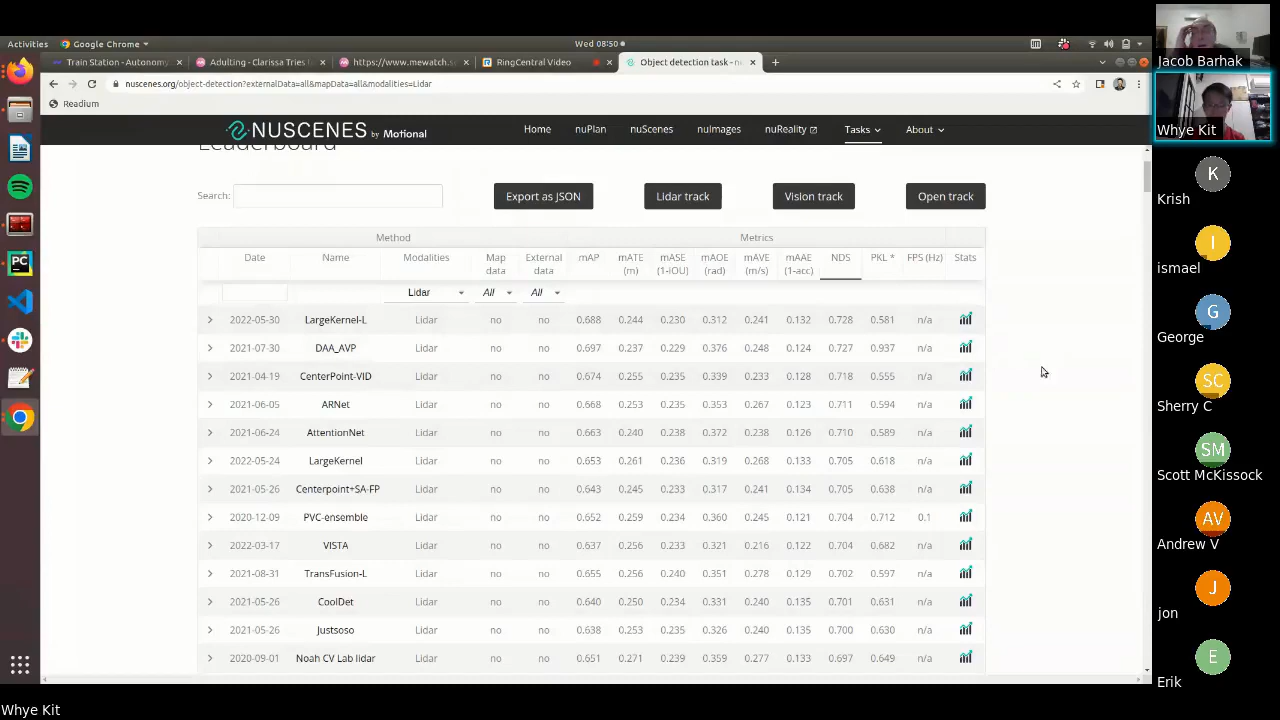 Activities Google Chrome Wed 08:50
Train Station - Autonomy Adulting - Clarissa Tries https://www.mewatch.s RingCentral Video Object detection task - n
nuscenes.org/object-detection?externalData=all&mapData=all&modalities=Lidar
Readium
NUSCENES by Motional Home nuPlan nuScenes nuImages nuReality Tasks About
Leaderboard
Search: Export as JSON Lidar track Vision track Open track
Method Metrics
Date Name Modalities Map data External data mAP mATE (m) mASE (1-IOU) mAOE (rad) mAVE (m/s) mAAE (1-acc) NDS PKL * FPS (Hz) Stats
Lidar All All
2022-05-30 LargeKernel-L Lidar no no 0.688 0.244 0.230 0.312 0.241 0.132 0.728 0.581 n/a
2021-07-30 DAA_AVP Lidar no no 0.697 0.237 0.229 0.376 0.248 0.124 0.727 0.937 n/a
2021-04-19 CenterPoint-VID Lidar no no 0.674 0.255 0.235 0.339 0.233 0.128 0.718 0.555 n/a
2021-06-05 ARNet Lidar no no 0.668 0.253 0.235 0.353 0.267 0.123 0.711 0.594 n/a
2021-06-24 AttentionNet Lidar no no 0.663 0.240 0.238 0.372 0.238 0.126 0.710 0.589 n/a
2022-05-24 LargeKernel Lidar no no 0.653 0.261 0.236 0.319 0.268 0.133 0.705 0.618 n/a
2021-05-26 Centerpoint+SA-FP Lidar no no 0.643 0.245 0.233 0.317 0.241 0.134 0.705 0.638 n/a
2020-12-09 PVC-ensemble Lidar no no 0.652 0.259 0.234 0.360 0.245 0.121 0.704 0.712 0.1
2022-03-17 VISTA Lidar no no 0.637 0.256 0.233 0.321 0.216 0.122 0.704 0.682 n/a
2021-08-31 TransFusion-L Lidar no no 0.655 0.256 0.240 0.351 0.278 0.129 0.702 0.597 n/a
2021-05-26 CoolDet Lidar no no 0.640 0.250 0.234 0.331 0.240 0.135 0.701 0.631 n/a
2021-05-26 Justsoso Lidar no no 0.638 0.253 0.235 0.326 0.240 0.135 0.700 0.630 n/a
2020-09-01 Noah CV Lab lidar Lidar no no 0.651 0.271 0.239 0.359 0.277 0.133 0.697 0.649 n/a
Jacob Barhak
Whye Kit
K
Krish
I
ismael
G
George
SC
Sherry C
SM
Scott McKissock
AV
Andrew V
J
jon
E
Erik
Whye Kit